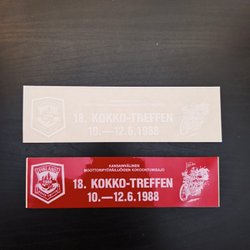 18. KOKKO-TREFFEN
10.—12.6.1988
KANSAINVÄLINEN
MOOTTORIPYÖRÄILIJÖIDEN KOKOONTUMISAJO
18. KOKKO-TREFFEN
10.—12.6.1988